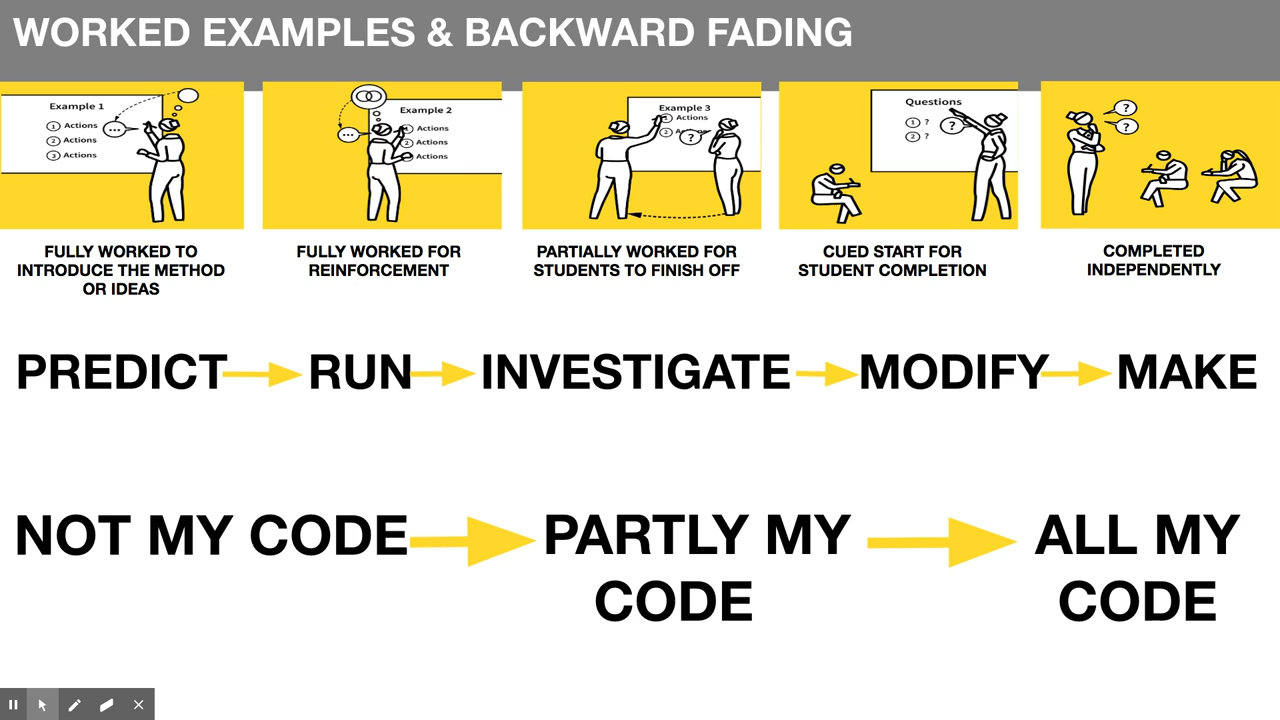 WORKED EXAMPLES & BACKWARD FADING
Example 1
1 Actions
2 Actions
3 Actions
...
Example 2
Actions
2 Actions
Actions
...
Example 3
1 Actions
2
?
Questions
1 ?
2 ?
?
?
?
FULLY WORKED TO
INTRODUCE THE METHOD
OR IDEAS
FULLY WORKED FOR
REINFORCEMENT
PARTIALLY WORKED FOR
STUDENTS TO FINISH OFF
CUED START FOR
STUDENT COMPLETION
COMPLETED
INDEPENDENTLY
PREDICT RUN INVESTIGATE MODIFY MAKE
NOT MY CODE
PARTLY MY
CODE
ALL MY
CODE